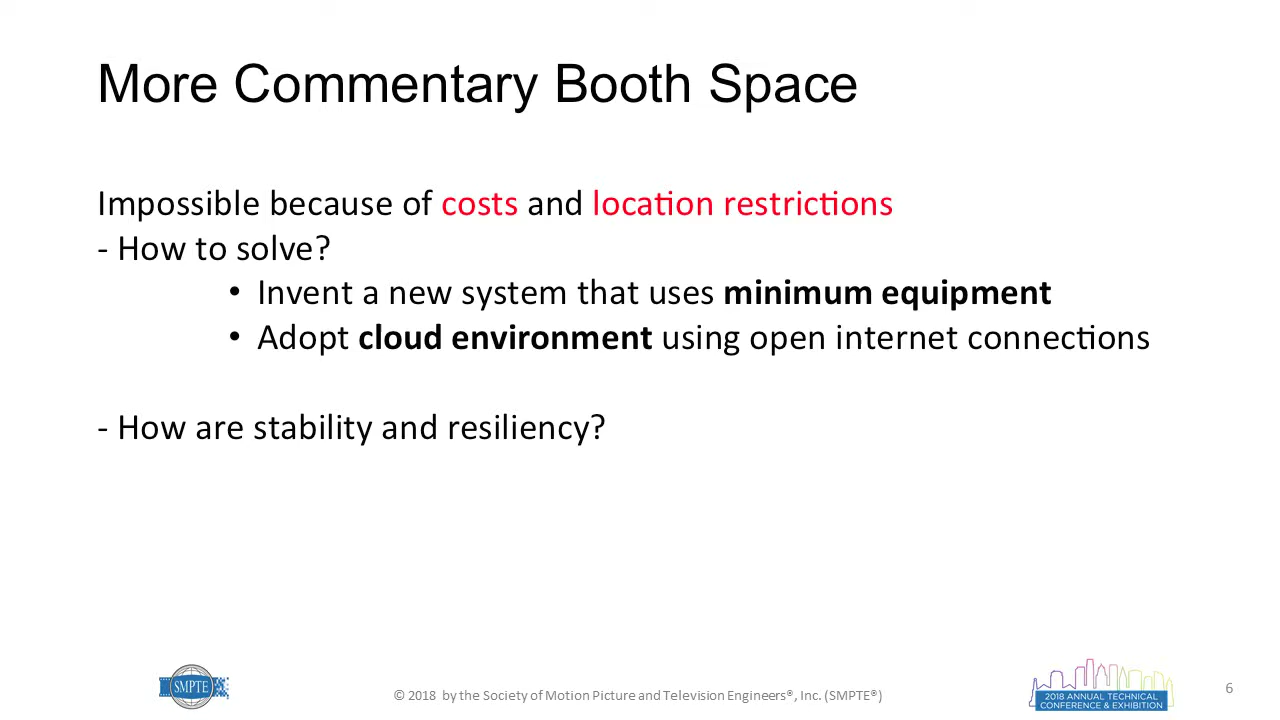 More Commentary Booth Space
Impossible because of costs and location restrictions
- How to solve?
• Invent a new system that uses minimum equipment
• Adopt cloud environment using open internet connections
- How are stability and resiliency?
SMPTE
© 2018 by the Society of Motion Picture and Television Engineers®, Inc. (SMPTE®)
2018 ANNUAL TECHNICAL
CONFERENCE & EXHIBITION
6